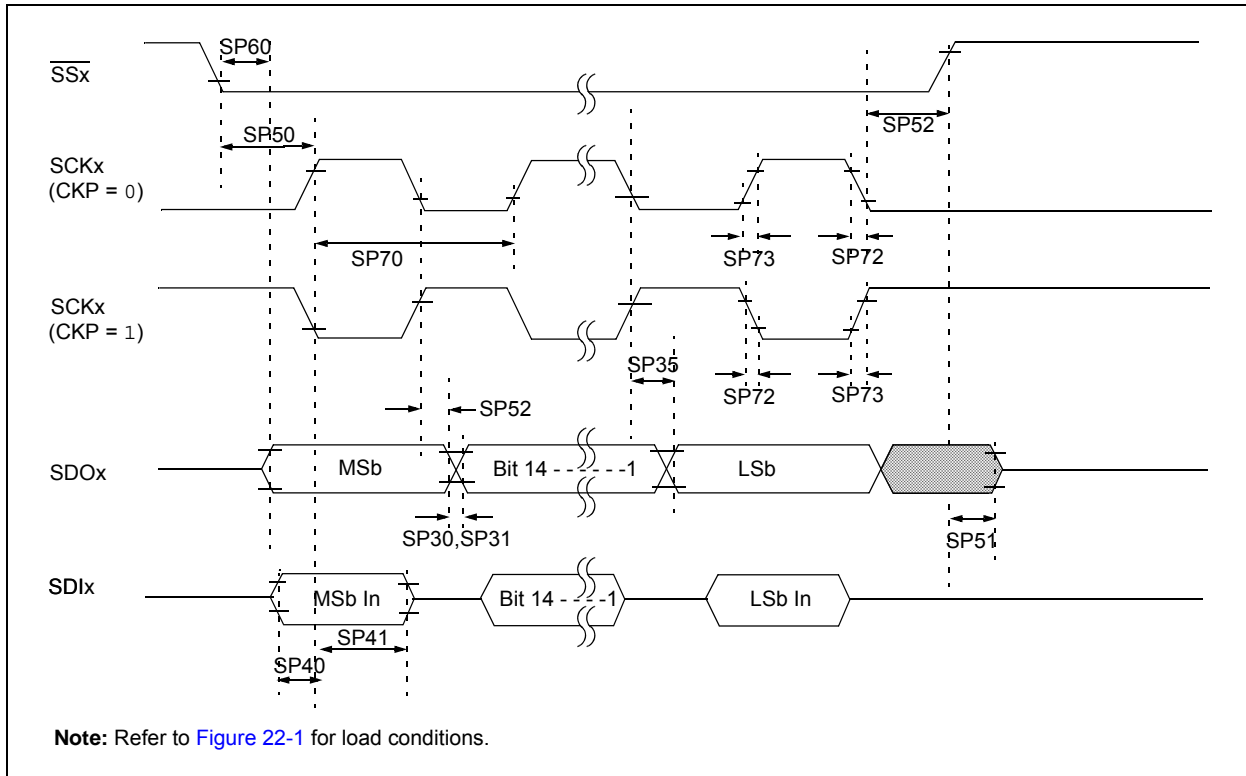 SP60
SSx
SP50
SP52
SCKx
(CKP = 0)
SP70
SP73
SP72
SCKx
(CKP = 1)
SP35
SP72
SP73
SP52
SDOx
MSb
Bit 14 - - - - - -1
LSb
SP30,SP31
SP51
SDIx
MSb In
Bit 14 - - - -1
LSb In
SP41
SP40
Note: Refer to Figure 22-1 for load conditions.